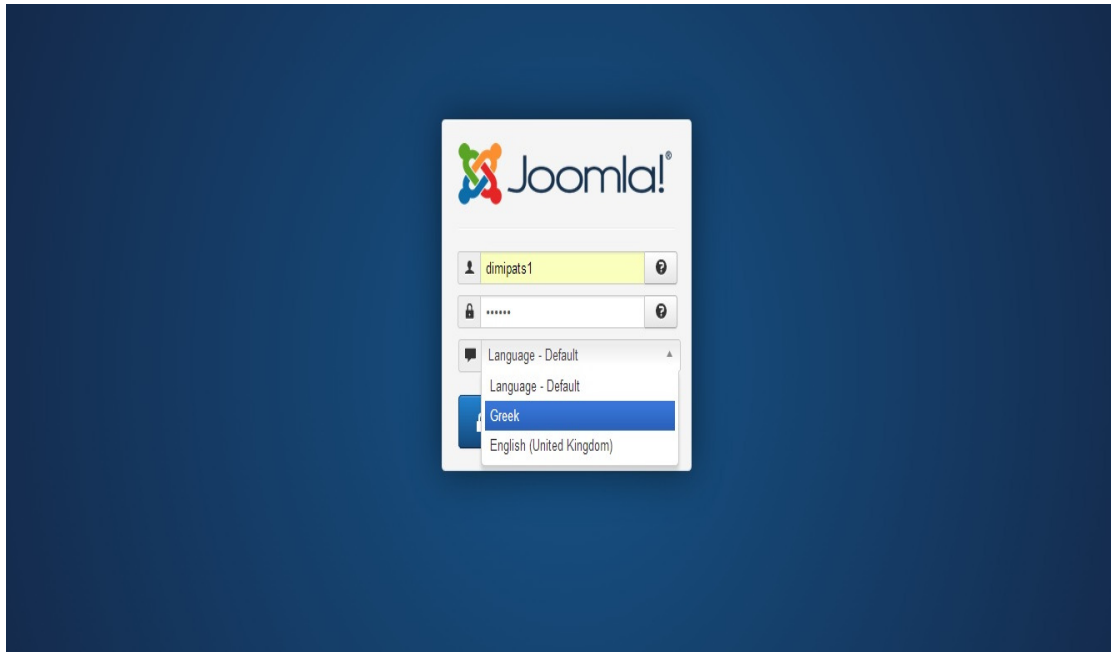 Joomla!®
dimipats1
••••••
Language - Default
Language - Default
Greek
English (United Kingdom)